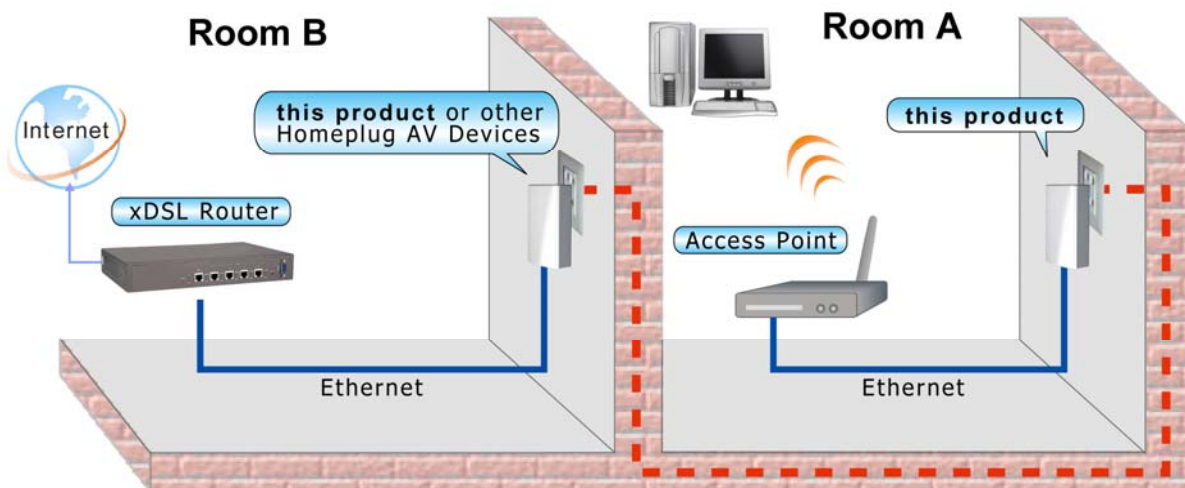 Room B
Room A
this product or other
Homeplug AV Devices
this product
Internet
xDSL Router
Access Point
Ethernet
Ethernet